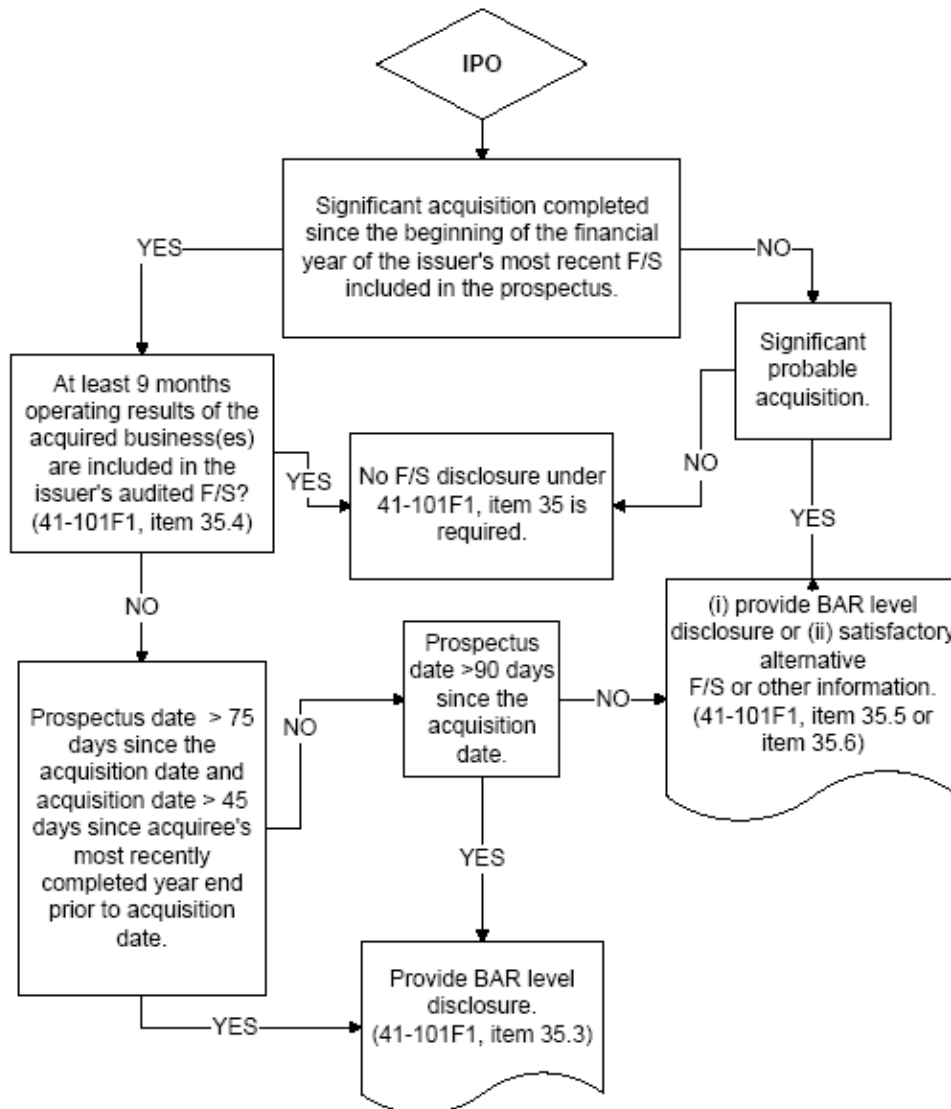 IPO
Significant acquisition completed
since the beginning of the financial
year of the issuer's most recent F/S
included in the prospectus.
YES
NO
At least 9 months
operating results of the
acquired business(es)
are included in the
issuer's audited F/S?
(41-101F1, item 35.4)
Significant
probable
acquisition.
YES
No F/S disclosure under
41-101F1, item 35 is
required.
NO
YES
NO
Prospectus date > 75
days since the
acquisition date and
acquisition date > 45
days since acquiree's
most recently
completed year end
prior to acquisition
date.
NO
Prospectus
date >90 days
since the
acquisition
date.
NO
(i) provide BAR level
disclosure or (ii) satisfactory
alternative
F/S or other information.
(41-101F1, item 35.5 or
item 35.6)
YES
YES
Provide BAR level
disclosure.
(41-101F1, item 35.3)